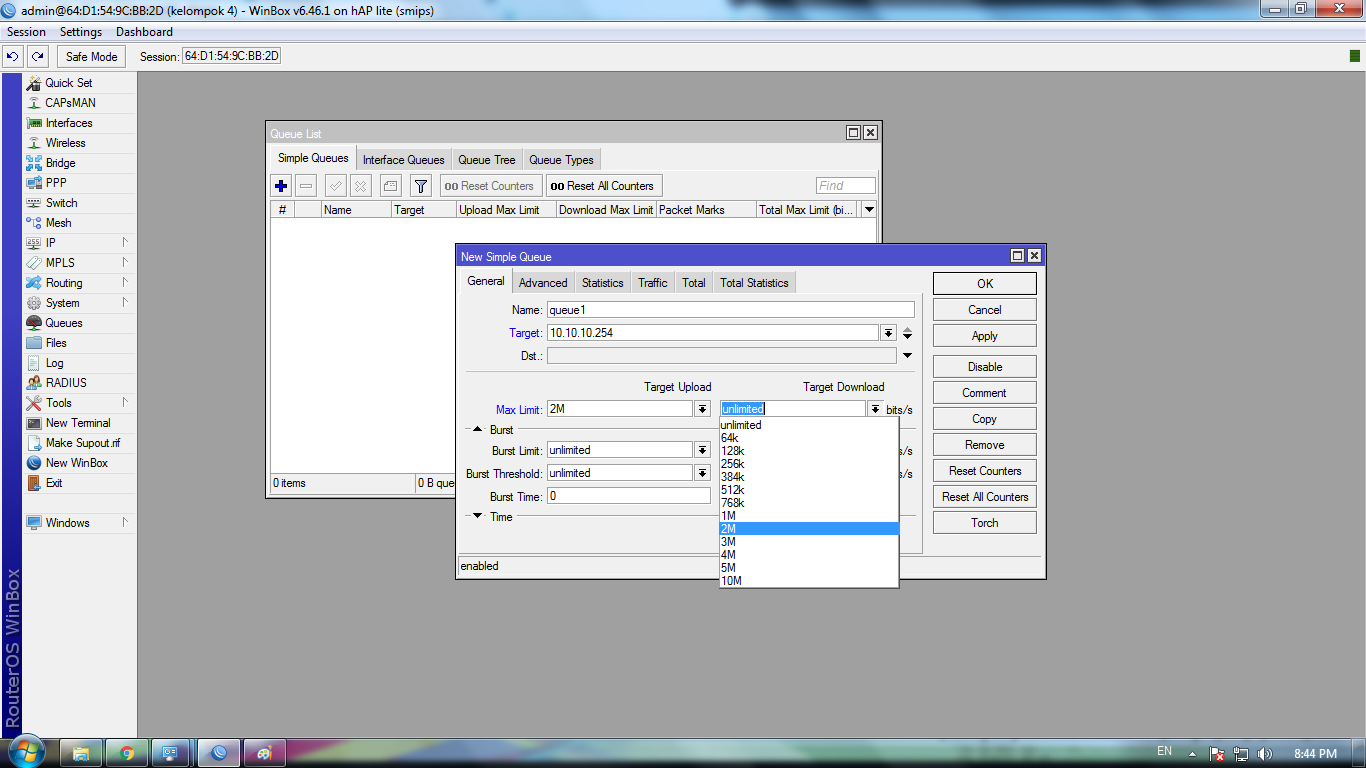 admin@64:D1:54:9C:BB:2D (kelompok 4) - WinBox v6.46.1 on hAP lite (smips)
Session Settings Dashboard
Safe Mode Session: 64:D1:54:9C:BB:2D
Quick Set
CAPsMAN
Interfaces
Wireless
Bridge
PPP
Switch
Mesh
IP
MPLS
Routing
System
Queues
Files
Log
RADIUS
Tools
New Terminal
Make Supout.rif
New WinBox
Exit
Windows
RouterOS WinBox
Queue List
Simple Queues Interface Queues Queue Tree Queue Types
00 Reset Counters 00 Reset All Counters Find
# Name Target Upload Max Limit Download Max Limit Packet Marks Total Max Limit (bi...
0 items 0 B que
New Simple Queue
General Advanced Statistics Traffic Total Total Statistics
Name: queue1
Target: 10.10.10.254
Dst.:
Target Upload Target Download
Max Limit: 2M unlimited bits/s
Burst
Burst Limit: unlimited s/s
Burst Threshold: unlimited s/s
Burst Time: 0
Time
enabled
unlimited
64k
128k
256k
384k
512k
768k
1M
2M
3M
4M
5M
10M
OK
Cancel
Apply
Disable
Comment
Copy
Remove
Reset Counters
Reset All Counters
Torch
EN 8:44 PM